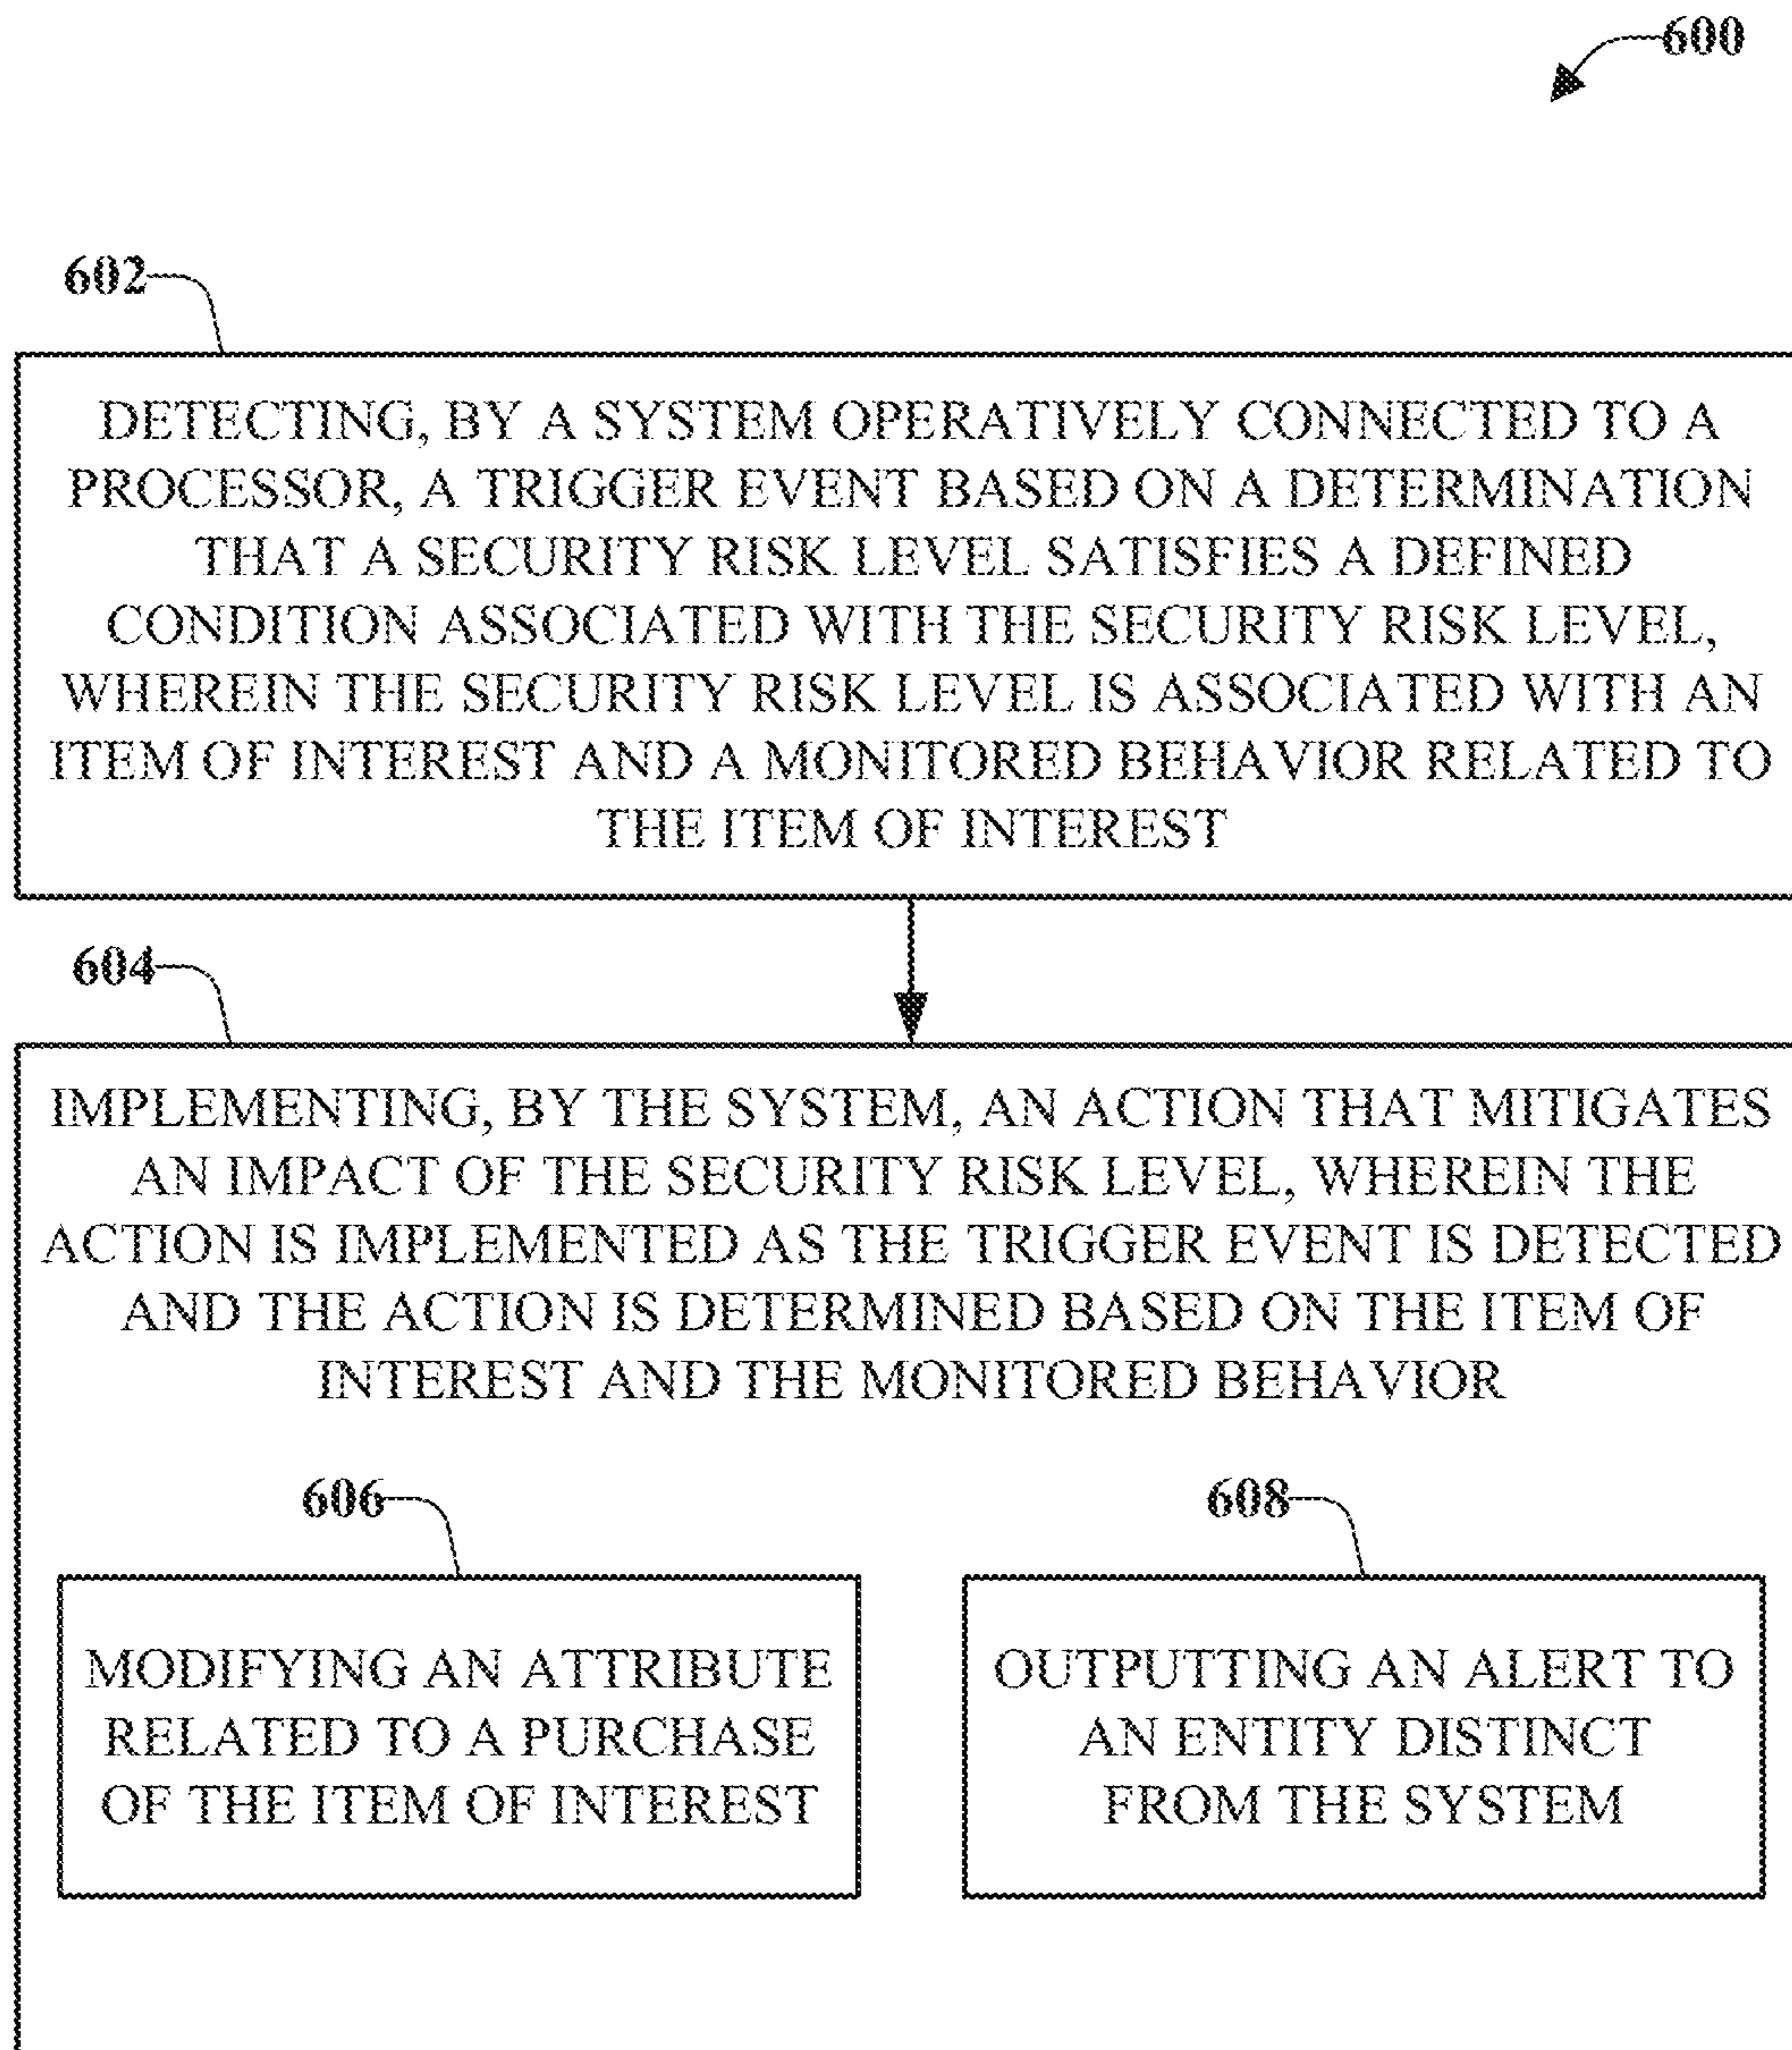 600
602
DETECTING, BY A SYSTEM OPERATIVELY CONNECTED TO A
PROCESSOR, A TRIGGER EVENT BASED ON A DETERMINATION
THAT A SECURITY RISK LEVEL SATISFIES A DEFINED
CONDITION ASSOCIATED WITH THE SECURITY RISK LEVEL,
WHEREIN THE SECURITY RISK LEVEL IS ASSOCIATED WITH AN
ITEM OF INTEREST AND A MONITORED BEHAVIOR RELATED TO
THE ITEM OF INTEREST
604
IMPLEMENTING, BY THE SYSTEM, AN ACTION THAT MITIGATES
AN IMPACT OF THE SECURITY RISK LEVEL, WHEREIN THE
ACTION IS IMPLEMENTED AS THE TRIGGER EVENT IS DETECTED
AND THE ACTION IS DETERMINED BASED ON THE ITEM OF
INTEREST AND THE MONITORED BEHAVIOR
606
MODIFYING AN ATTRIBUTE
RELATED TO A PURCHASE
OF THE ITEM OF INTEREST
608
OUTPUTTING AN ALERT TO
AN ENTITY DISTINCT
FROM THE SYSTEM